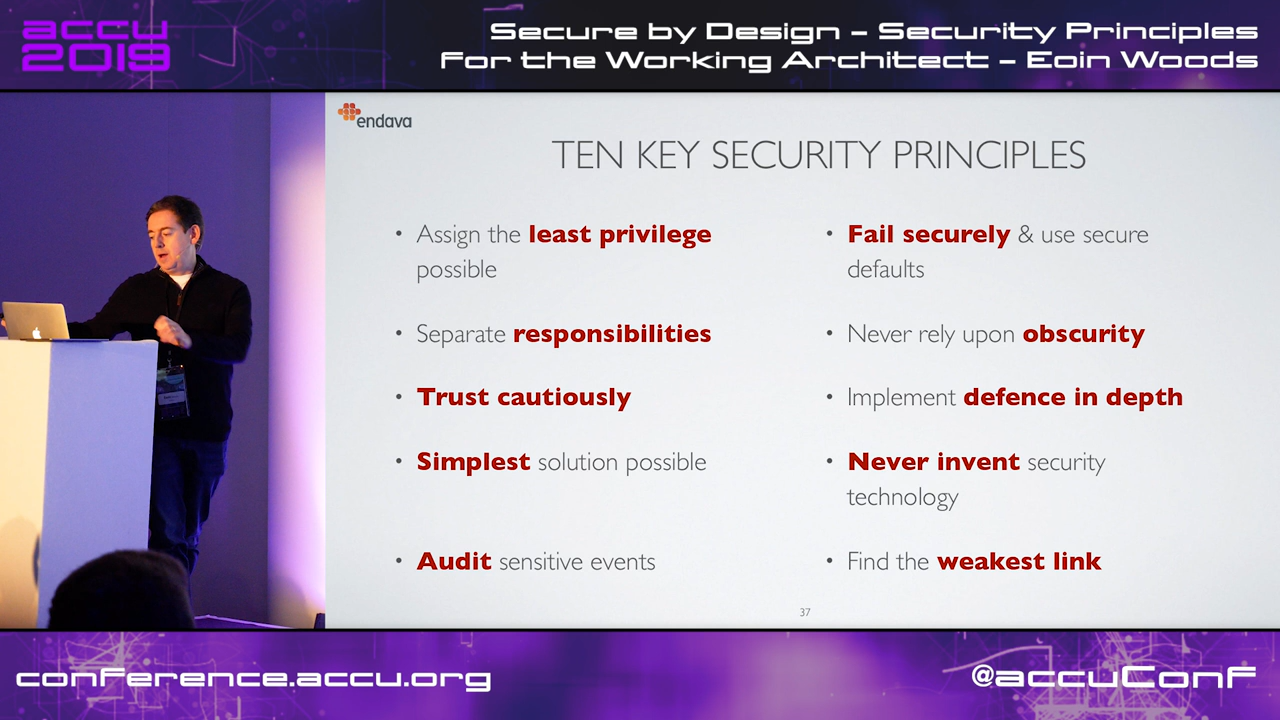 accu
2019
Secure by Design – Security Principles
For the Working Architect – Eoin Woods
endava
TEN KEY SECURITY PRINCIPLES
• Assign the least privilege
possible
• Separate responsibilities
• Trust cautiously
• Simplest solution possible
• Audit sensitive events
• Fail securely & use secure
defaults
• Never rely upon obscurity
• Implement defence in depth
• Never invent security
technology
• Find the weakest link
37
conference.accu.org
@accuConf